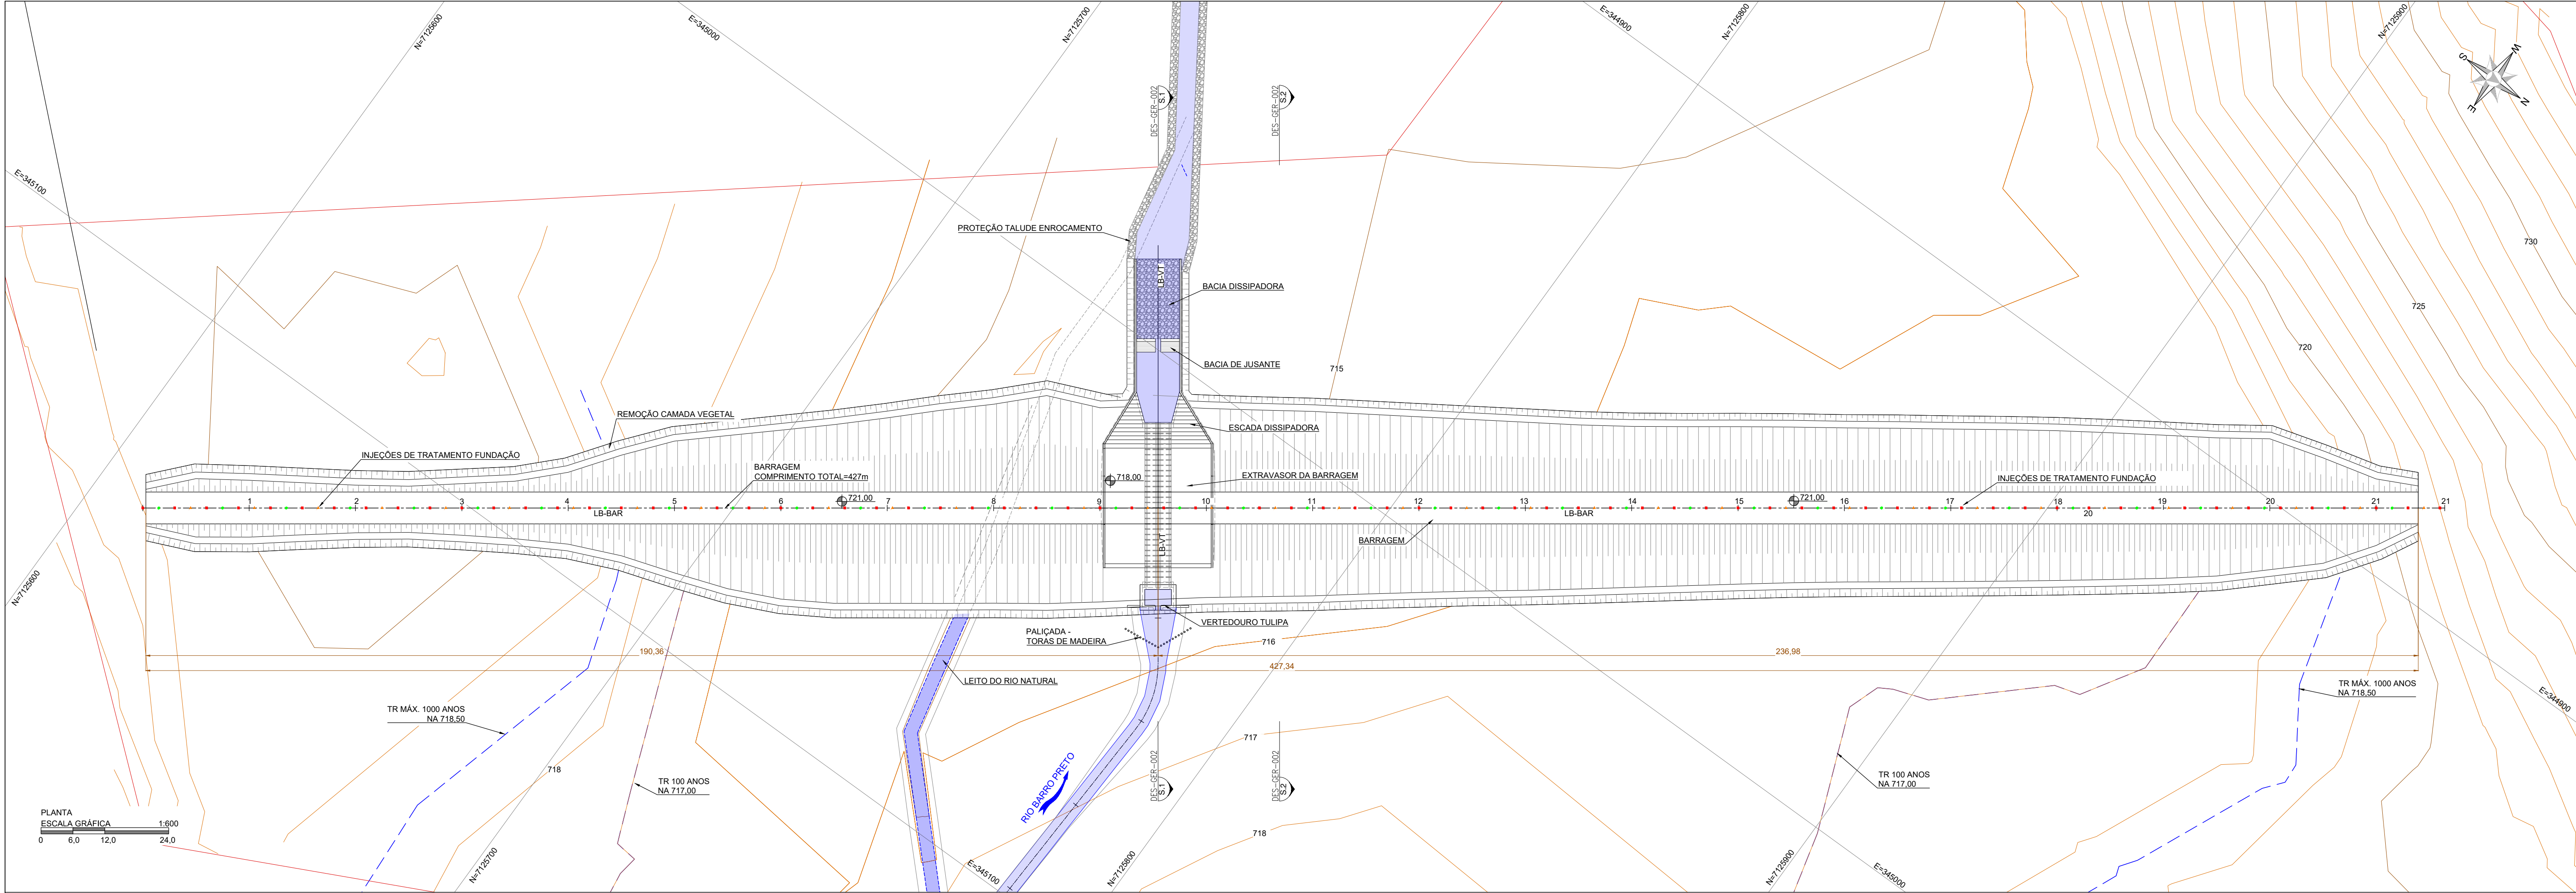 N=7125600
E=345000
N=7125700
E=344900
N=7125800
N=7125900
W
S
N
E
DES-GER-002
S.1
DES-GER-002
S.2
E=345100
PROTEÇÃO TALUDE ENROCAMENTO
730
LB-VT
BACIA DISSIPADORA
725
720
BACIA DE JUSANTE
715
REMOÇÃO CAMADA VEGETAL
ESCADA DISSIPADORA
INJEÇÕES DE TRATAMENTO FUNDAÇÃO
BARRAGEM
COMPRIMENTO TOTAL=427m
EXTRAVASOR DA BARRAGEM
718,00
INJEÇÕES DE TRATAMENTO FUNDAÇÃO
721,00
721,00
1 2 3 4 5 6 7 8 9 10 11 12 13 14 15 16 17 18 19 20 21 21
LB-BAR
LB-BAR
20
BARRAGEM
LB-VT
N=7125600
VERTEDOURO TULIPA
PALIÇADA -
TORAS DE MADEIRA
716
190,36
236,98
427,34
LEITO DO RIO NATURAL
TR MÁX. 1000 ANOS
NA 718,50
TR MÁX. 1000 ANOS
NA 718,50
E=344900
717
718
RIO BARRO PRETO
DES-GER-002
S.1
DES-GER-002
S.2
TR 100 ANOS
NA 717,00
TR 100 ANOS
NA 717,00
718
PLANTA
ESCALA GRÁFICA 1:600
0 6,0 12,0 24,0
N=7125700
E=345100
N=7125800
N=7125900
E=345000